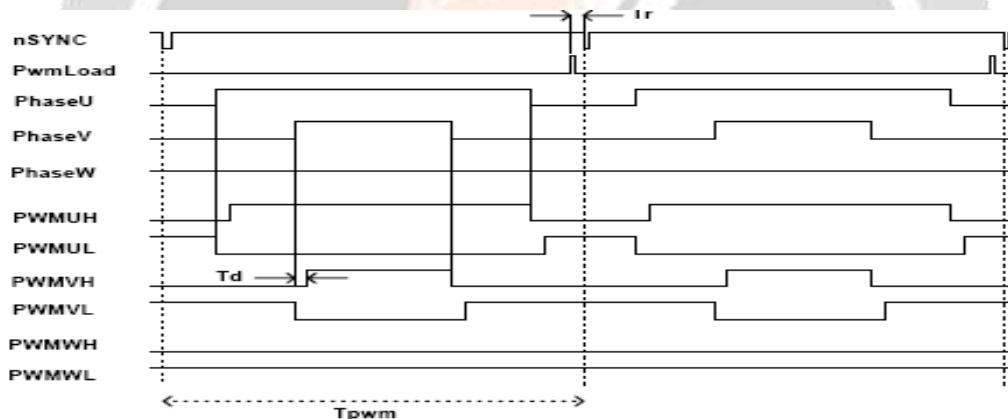 Tr
nSYNC
PwmLoad
PhaseU
PhaseV
PhaseW
PWMUH
PWMUL
Td
PWMVH
PWMVL
PWMWH
PWMWL
Tpwm